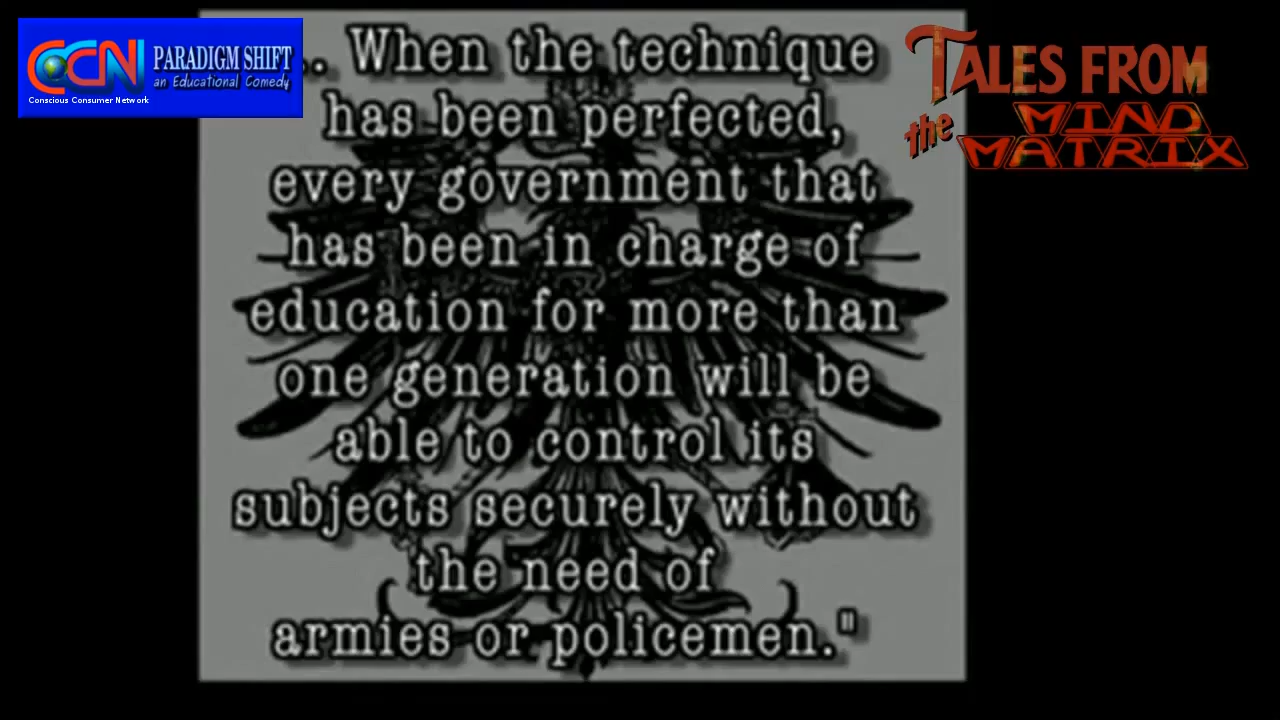 CCN PARADIGM SHIFT
an Educational Comedy
Conscious Consumer Network
TALES FROM
the MIND
MATRIX
... When the technique
has been perfected,
every government that
has been in charge of
education for more than
one generation will be
able to control its
subjects securely without
the need of
armies or policemen."